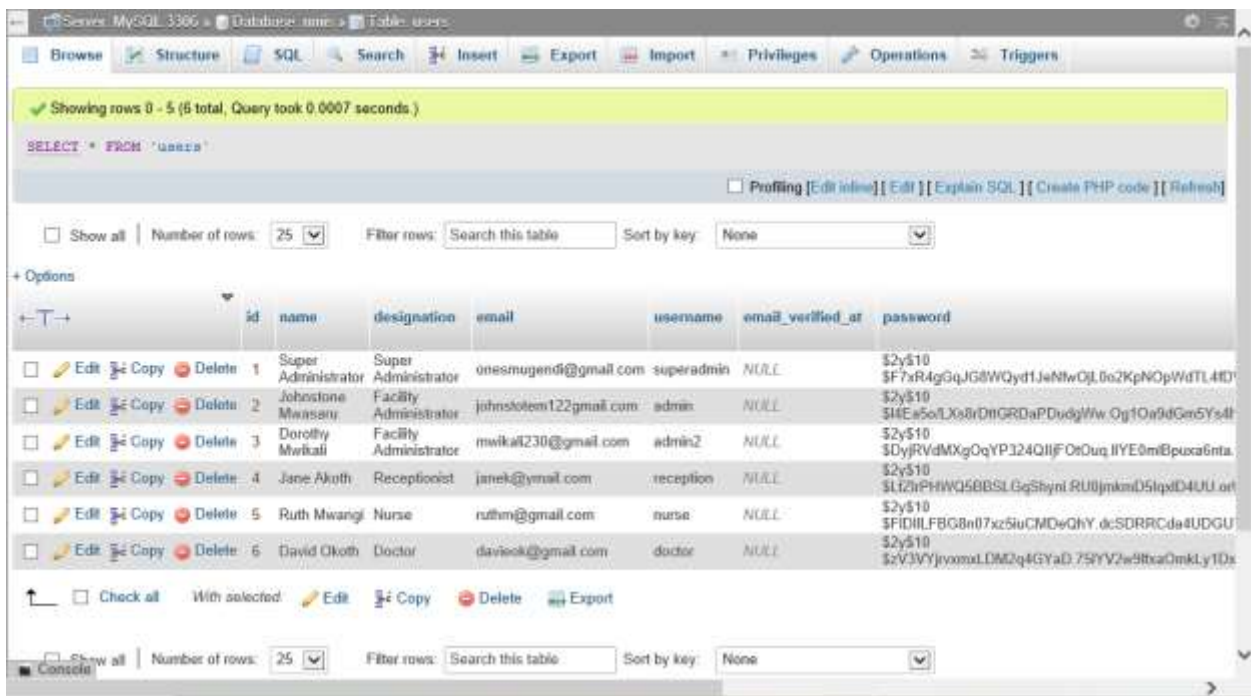 Server: MySQL:3306 » Database: » Table: users
Browse Structure SQL Search Insert Export Import Privileges Operations Triggers
Showing rows 0 - 5 (6 total, Query took 0.0007 seconds.)
SELECT * FROM `users`
Profiling [Edit inline] [ Edit ] [ Explain SQL ] [ Create PHP code ] [ Refresh]
Show all | Number of rows: 25 Filter rows: Search this table Sort by key: None
+ Options
←T→ id name designation email username email_verified_at password
Edit Copy Delete 1 Super Administrator Super Administrator onesmugendi@gmail.com superadmin NULL $2y$10
Edit Copy Delete 2 Johnstone Mwasaru Facility Administrator johnstotem122gmail.com admin NULL $2y$10
Edit Copy Delete 3 Dorothy Mwikali Facility Administrator mwikali230@gmail.com admin2 NULL $2y$10
Edit Copy Delete 4 Jane Akoth Receptionist janek@ymail.com reception NULL $2y$10
Edit Copy Delete 5 Ruth Mwangi Nurse ruthm@gmail.com nurse NULL $2y$10
Edit Copy Delete 6 David Okoth Doctor davieok@gmail.com doctor NULL $2y$10
Check all With selected: Edit Copy Delete Export
Show all | Number of rows: 25 Filter rows: Search this table Sort by key: None
Console